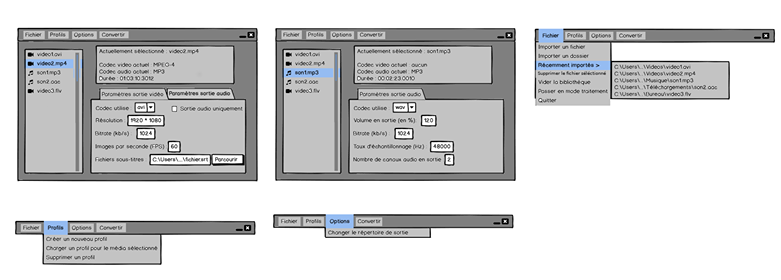 Fichier Profils Options Convertir
video1.avi
video2.mp4
son1.mp3
son2.aac
video3.flv
Actuellement sélectionné : video2.mp4
Codec video actuel : MPEG-4
Codec audio actuel : MP3
Durée : 01:03:10:3012
Paramètres sortie vidéo Paramètres sortie audio
Codec utilise : avi Sortie audio uniquement
Résolution : 1920 * 1080
Bitrate (kb/s) : 1024
Images par seconde (FPS) 60
Fichiers sous-titres : C:\Users\...\fichier.srt Parcourir
Fichier Profils Options Convertir
video1.avi
video2.mp4
son1.mp3
son2.aac
video3.flv
Actuellement sélectionné : son1.mp3
Codec video actuel : aucun
Codec audio actuel : MP3
Durée : 00:02:23:0010
Paramètres sortie audio
Codec utilise : wav
Volume en sortie (en %): 120
Bitrate (kb/s) : 1024
Taux d'échantillonnage (Hz) : 48000
Nombre de canaux audio en sortie : 2
Fichier Profils Options Convertir
Importer un fichier
Importer un dossier
Récemment importés >
Supprimer le fichier sélectionné
Vider la bibliothèque
Passer en mode traitement
Quitter
C:\Users\...\Videos\video1.avi
C:\Users\...\Videos\video2.mp4
C:\Users\...\Musique\son1.mp3
C:\Users\...\Téléchargements\son2.aac
C:\Users\...\Bureau\video3.flv
Fichier Profils Options Convertir
Créer un nouveau profil
Charger un profil pour le média sélectionné
Supprimer un profil
Fichier Profils Options Convertir
Changer le répertoire de sortie